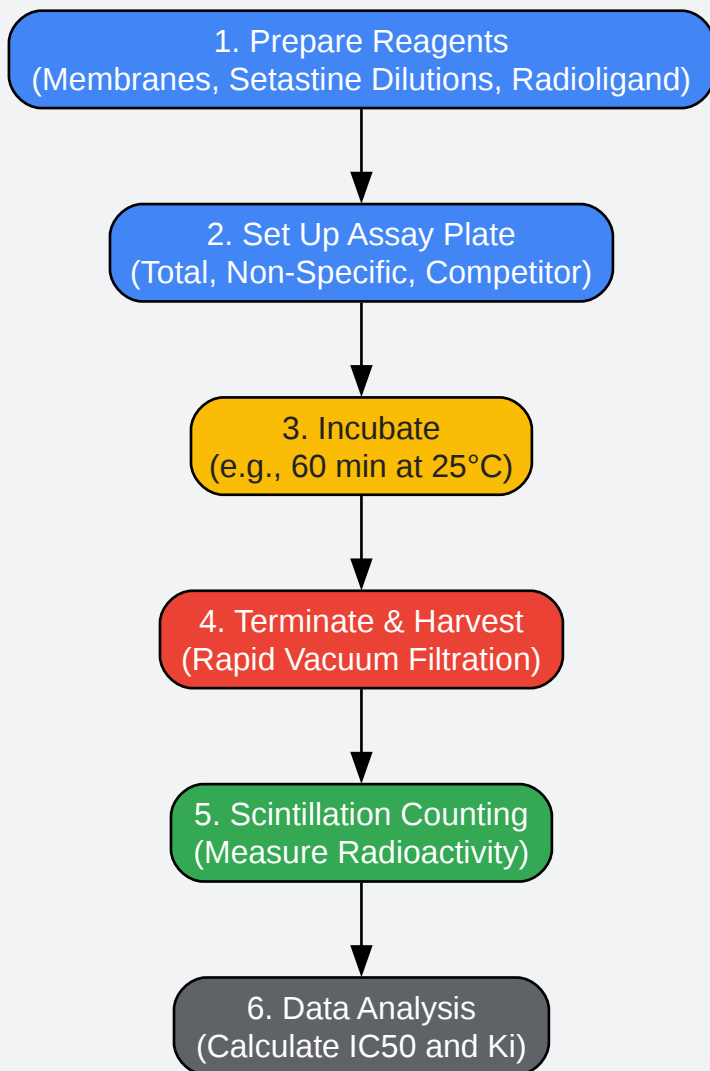 1. Prepare Reagents
(Membranes, Setastine Dilutions, Radioligand)
2. Set Up Assay Plate
(Total, Non-Specific, Competitor)
3. Incubate
(e.g., 60 min at 25°C)
4. Terminate & Harvest
(Rapid Vacuum Filtration)
5. Scintillation Counting
(Measure Radioactivity)
6. Data Analysis
(Calculate IC50 and Ki)